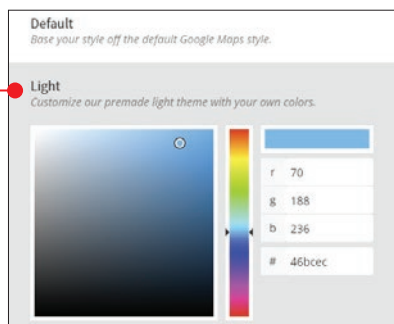 Default
Base your style off the default Google Maps style.
Light
Customize our premade light theme with your own colors.
r 70
g 188
b 236
# 46bcec